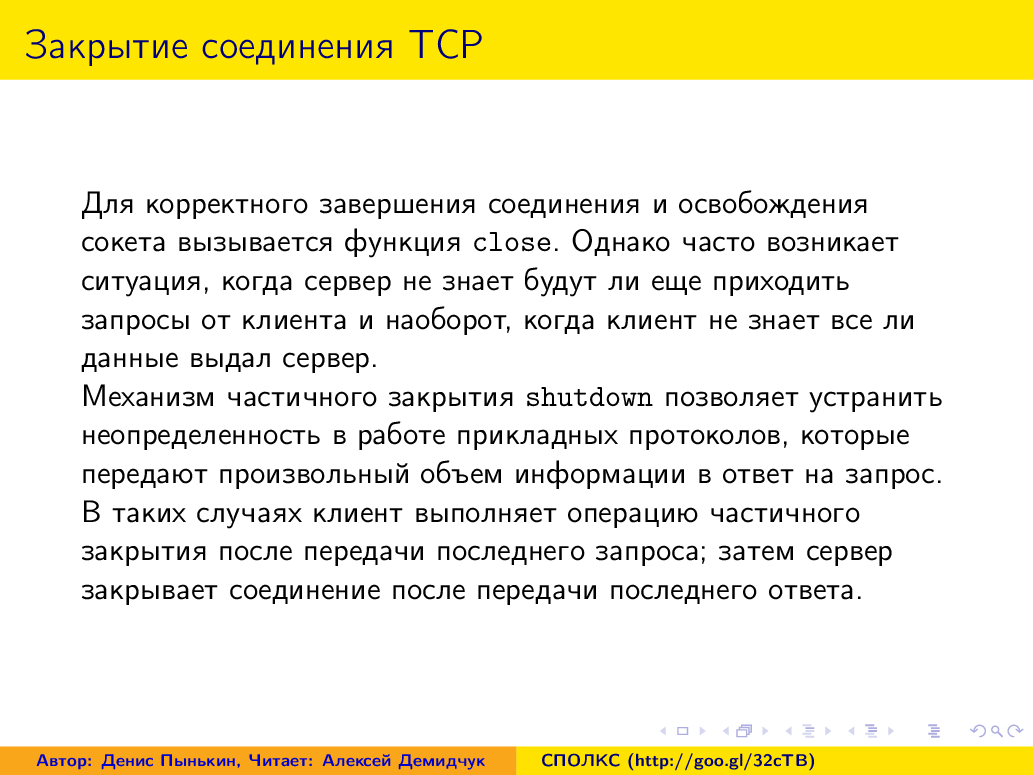 Закрытие соединения TCP
Для корректного завершения соединения и освобождения
сокета вызывается функция close. Однако часто возникает
ситуация, когда сервер не знает будут ли еще приходить
запросы от клиента и наоборот, когда клиент не знает все ли
данные выдал сервер.
Механизм частичного закрытия shutdown позволяет устранить
неопределенность в работе прикладных протоколов, которые
передают произвольный объем информации в ответ на запрос.
В таких случаях клиент выполняет операцию частичного
закрытия после передачи последнего запроса; затем сервер
закрывает соединение после передачи последнего ответа.
Автор: Денис Пынькин, Читает: Алексей Демидчук
СПОЛКС (http://goo.gl/32cTB)